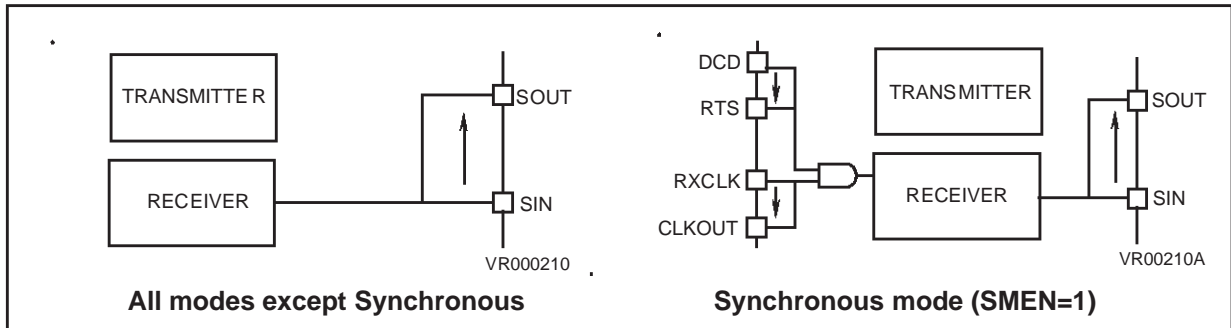 TRANSMITTER
SOUT
RECEIVER
SIN
VR000210
All modes except Synchronous
DCD
RTS
RXCLK
CLKOUT
TRANSMITTER
SOUT
RECEIVER
SIN
VR00210A
Synchronous mode (SMEN=1)